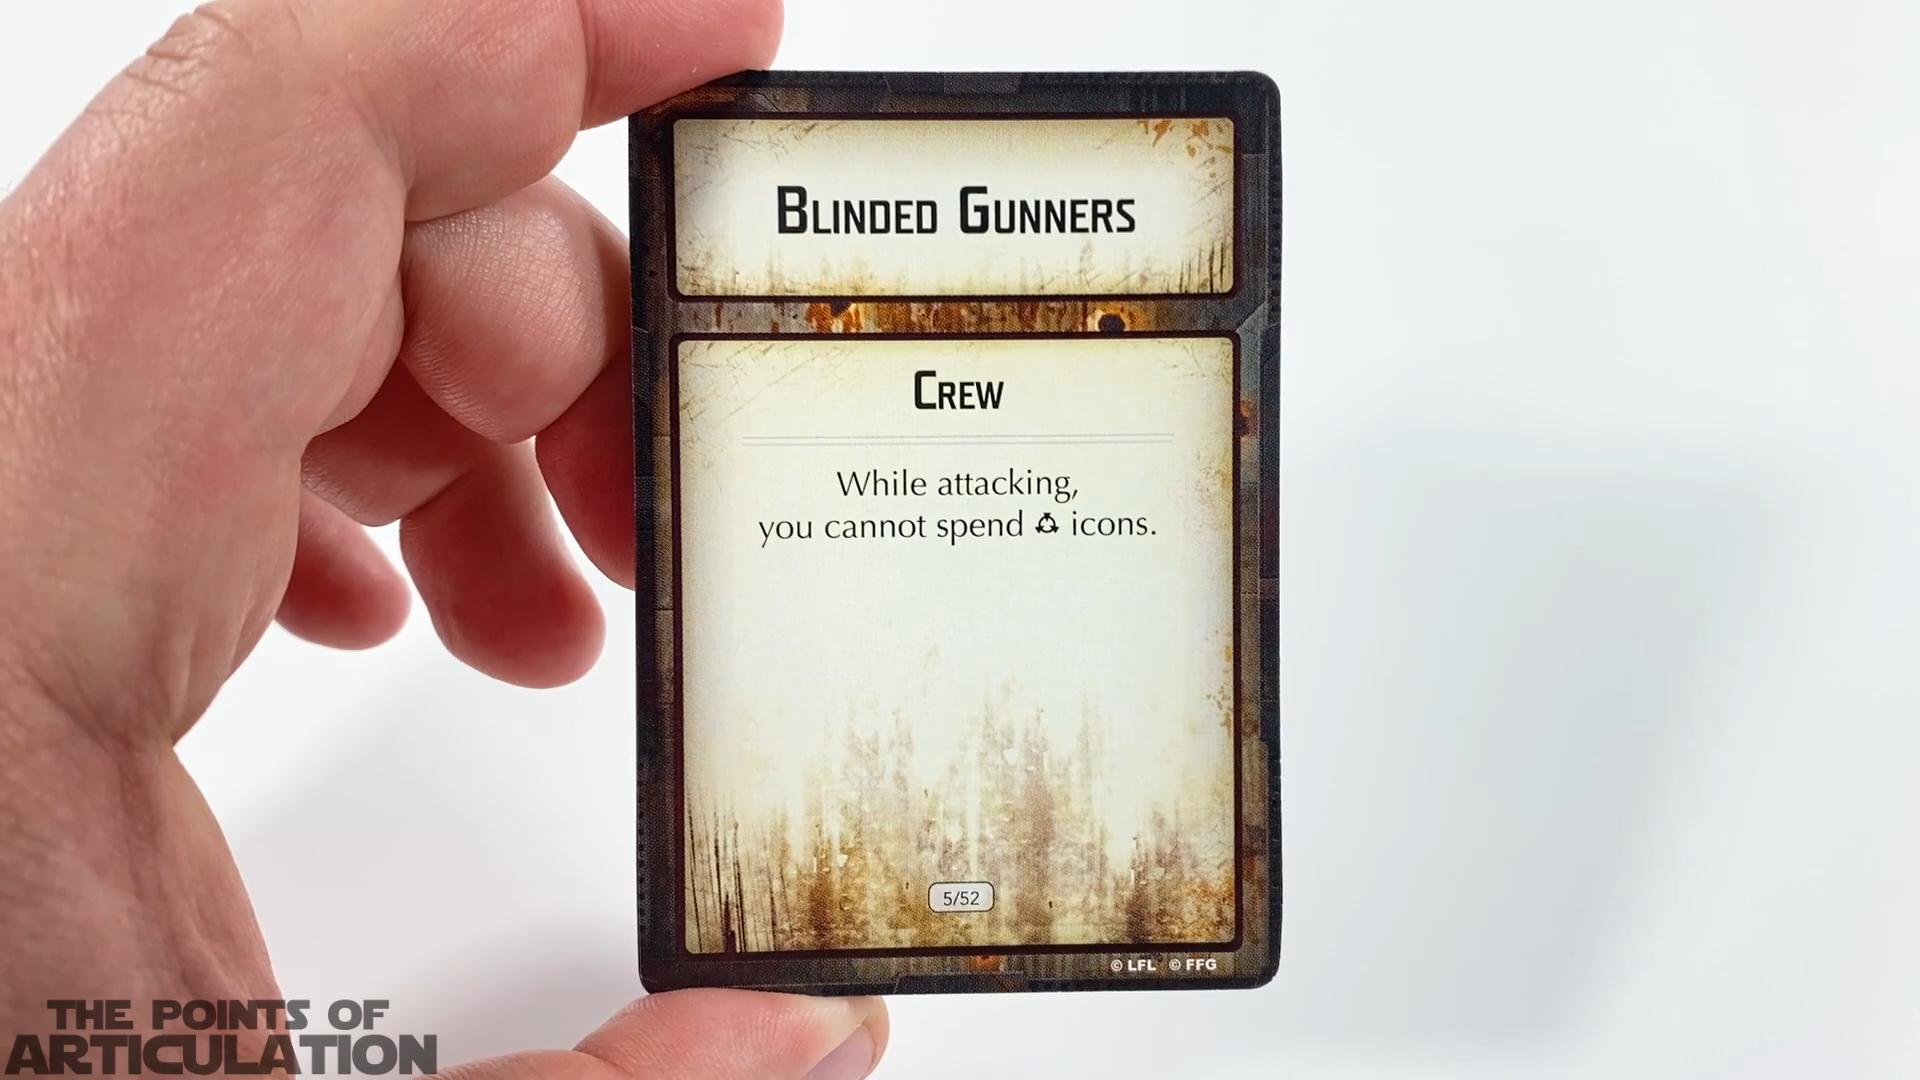 Blinded Gunners
Crew
While attacking,
you cannot spend icons.
5/52
© LFL © FFG
THE POINTS OF
ARTICULATION